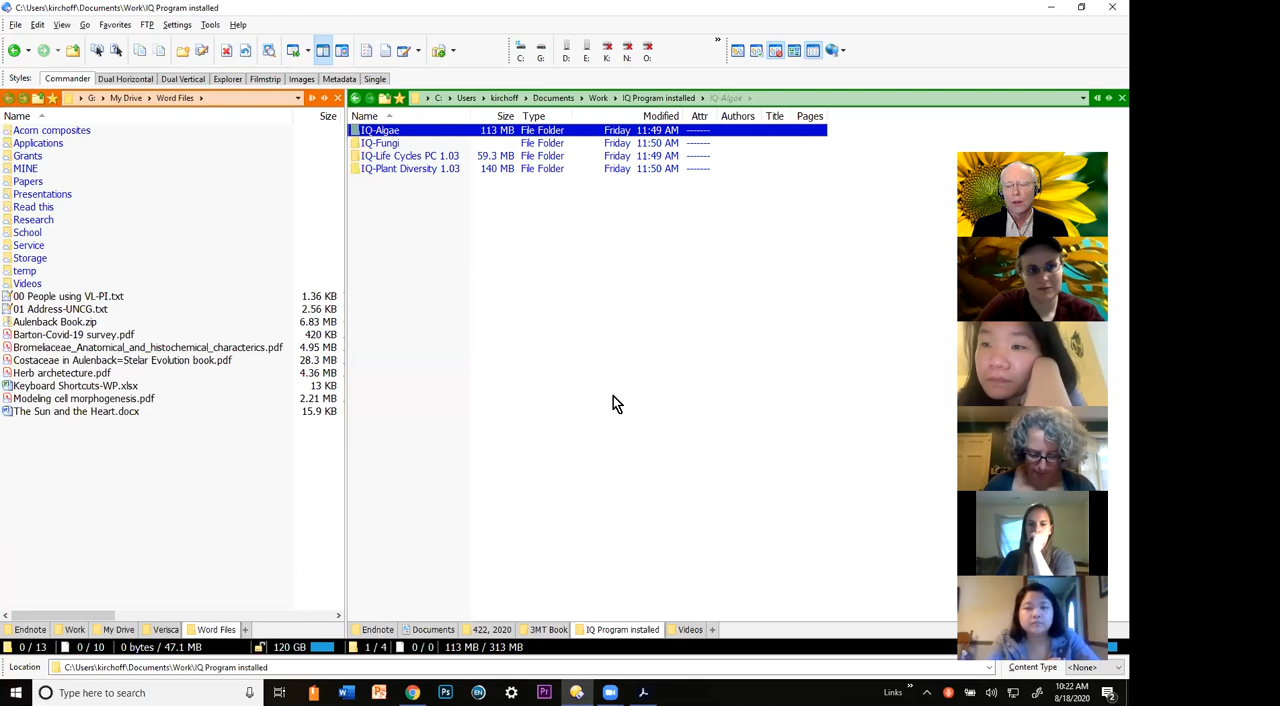 C:\Users\kirchoff\Documents\Work\IQ Program installed
File Edit View Go Favorites FTP Settings Tools Help
C: G: D: E: K: N: O: »
Styles: Commander Dual Horizontal Dual Vertical Explorer Filmstrip Images Metadata Single
G: My Drive Word Files
C: Users kirchoff Documents Work IQ Program installed IQ-Algae
Name Size
Name Size Type Modified Attr Authors Title Pages
Acorn composites
Applications
Grants
MINE
Papers
Presentations
Read this
Research
School
Service
Storage
temp
Videos
00 People using VL-PI.txt 1.36 KB
01 Address-UNCG.txt 2.56 KB
Aulenback Book.zip 6.83 MB
Barton-Covid-19 survey.pdf 420 KB
Bromeliaceae_Anatomical_and_histochemical_characterics.pdf 4.95 MB
Costaceae in Aulenback=Stelar Evolution book.pdf 28.3 MB
Herb archetecture.pdf 4.36 MB
Keyboard Shortcuts-WP.xlsx 13 KB
Modeling cell morphogenesis.pdf 2.21 MB
The Sun and the Heart.docx 15.9 KB
IQ-Algae 113 MB File Folder Friday 11:49 AM -------
IQ-Fungi File Folder Friday 11:50 AM -------
IQ-Life Cycles PC 1.03 59.3 MB File Folder Friday 11:49 AM -------
IQ-Plant Diversity 1.03 140 MB File Folder Friday 11:50 AM -------
Endnote Work My Drive Verisca Word Files +
Endnote Documents 422, 2020 3MT Book IQ Program installed Videos +
0 / 13 0 / 10 0 bytes / 47.1 MB 120 GB
1 / 4 0 / 0 113 MB / 313 MB
Location C:\Users\kirchoff\Documents\Work\IQ Program installed Content Type <None>
Type here to search
Links »
10:22 AM
8/18/2020
2